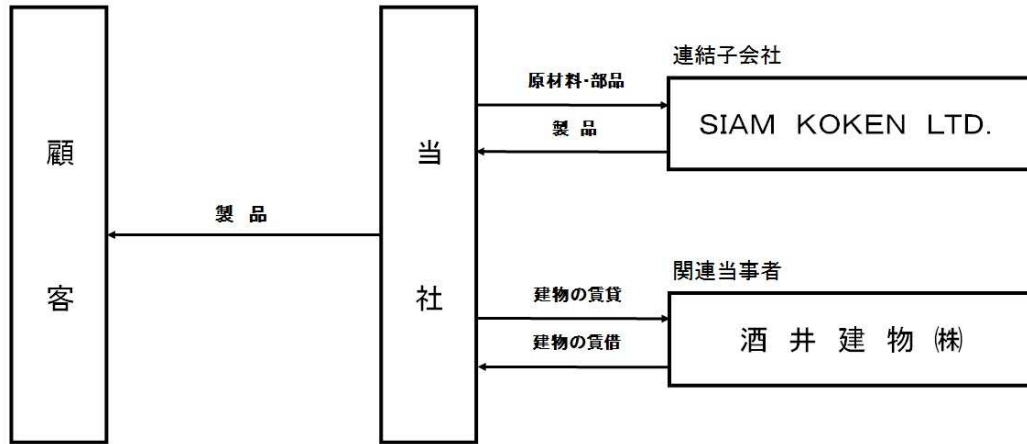 顧客
製品
当社
原材料・部品
製品
建物の賃貸
建物の賃借
連結子会社
SIAM KOKEN LTD.
関連当事者
酒井建物㈱